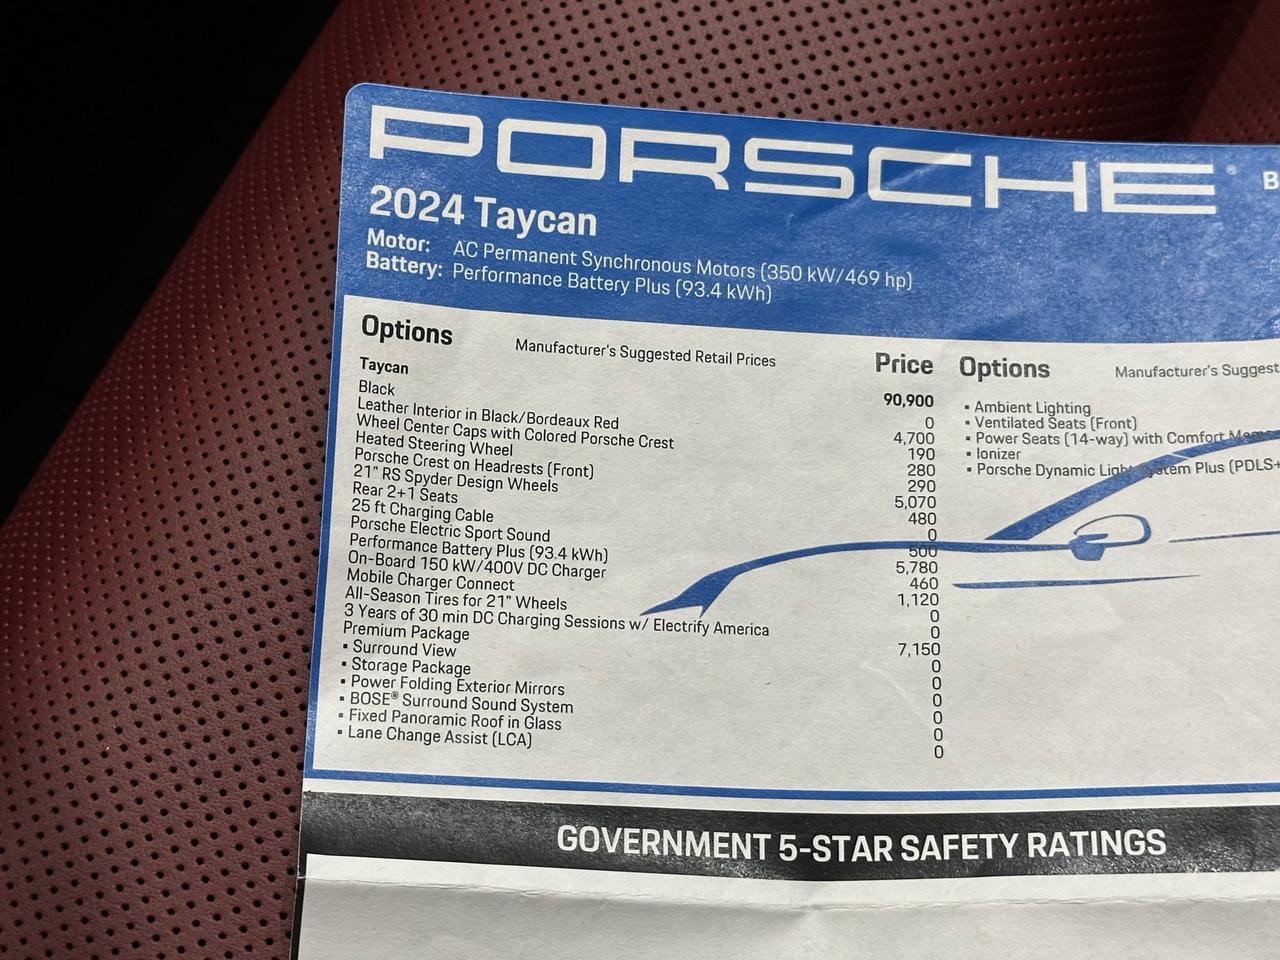 PORSCHE®
B
2024 Taycan
Motor: AC Permanent Synchronous Motors (350 kW/469 hp)
Battery: Performance Battery Plus (93.4 kWh)
Options Manufacturer's Suggested Retail Prices Price
Taycan 90,900
Black 0
Leather Interior in Black/Bordeaux Red 4,700
Wheel Center Caps with Colored Porsche Crest 190
Heated Steering Wheel 280
Porsche Crest on Headrests (Front) 290
21" RS Spyder Design Wheels 5,070
Rear 2+1 Seats 480
25 ft Charging Cable 0
Porsche Electric Sport Sound 500
Performance Battery Plus (93.4 kWh) 5,780
On-Board 150 kW/400V DC Charger 460
Mobile Charger Connect 1,120
All-Season Tires for 21" Wheels 0
3 Years of 30 min DC Charging Sessions w/ Electrify America 0
Premium Package 7,150
▪ Surround View 0
▪ Storage Package 0
▪ Power Folding Exterior Mirrors 0
▪ BOSE® Surround Sound System 0
▪ Fixed Panoramic Roof in Glass 0
▪ Lane Change Assist (LCA) 0
Options Manufacturer's Suggest
▪ Ambient Lighting
▪ Ventilated Seats (Front)
▪ Power Seats (14-way) with Comfort
▪ Ionizer
▪ Porsche Dynamic Light System Plus (PDLS+
GOVERNMENT 5-STAR SAFETY RATINGS